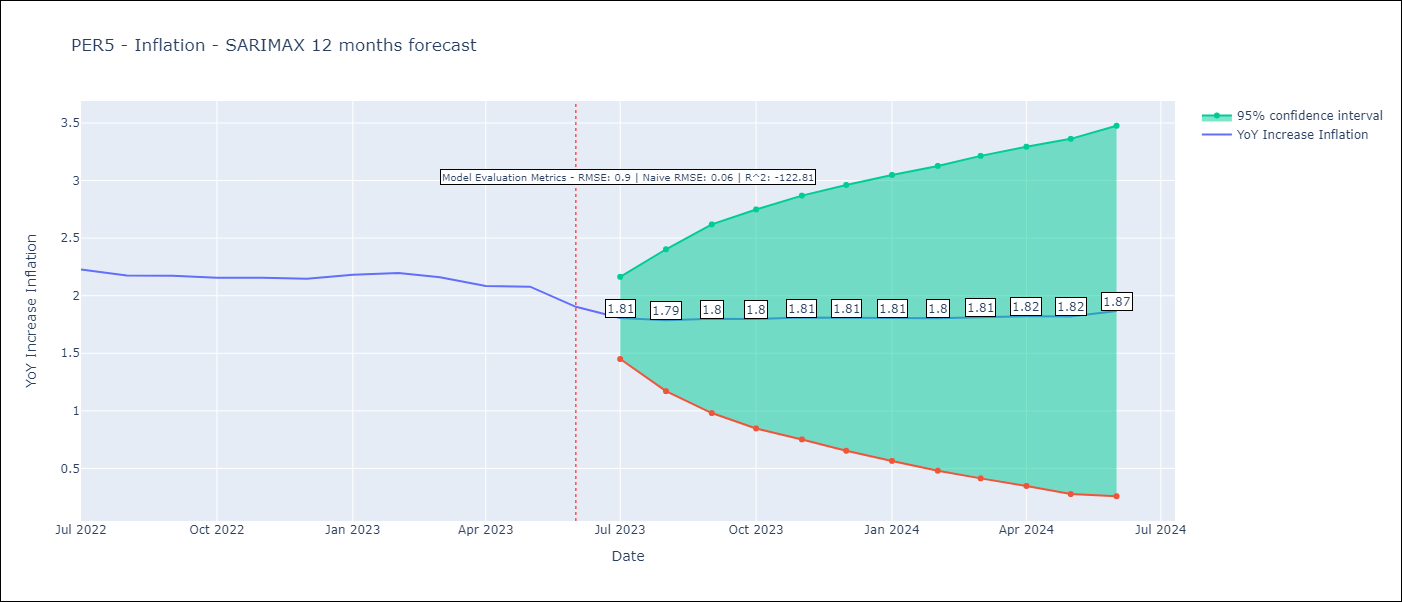 PER5 - Inflation - SARIMAX 12 months forecast
95% confidence interval
YoY Increase Inflation
Model Evaluation Metrics - RMSE: 0.9 | Naive RMSE: 0.06 | R^2: -122.81
3.5
3
2.5
2
1.5
1
0.5
YoY Increase Inflation
1.81 1.79 1.8 1.8 1.81 1.81 1.81 1.8 1.81 1.82 1.82 1.87
Jul 2022 Oct 2022 Jan 2023 Apr 2023 Jul 2023 Oct 2023 Jan 2024 Apr 2024 Jul 2024
Date